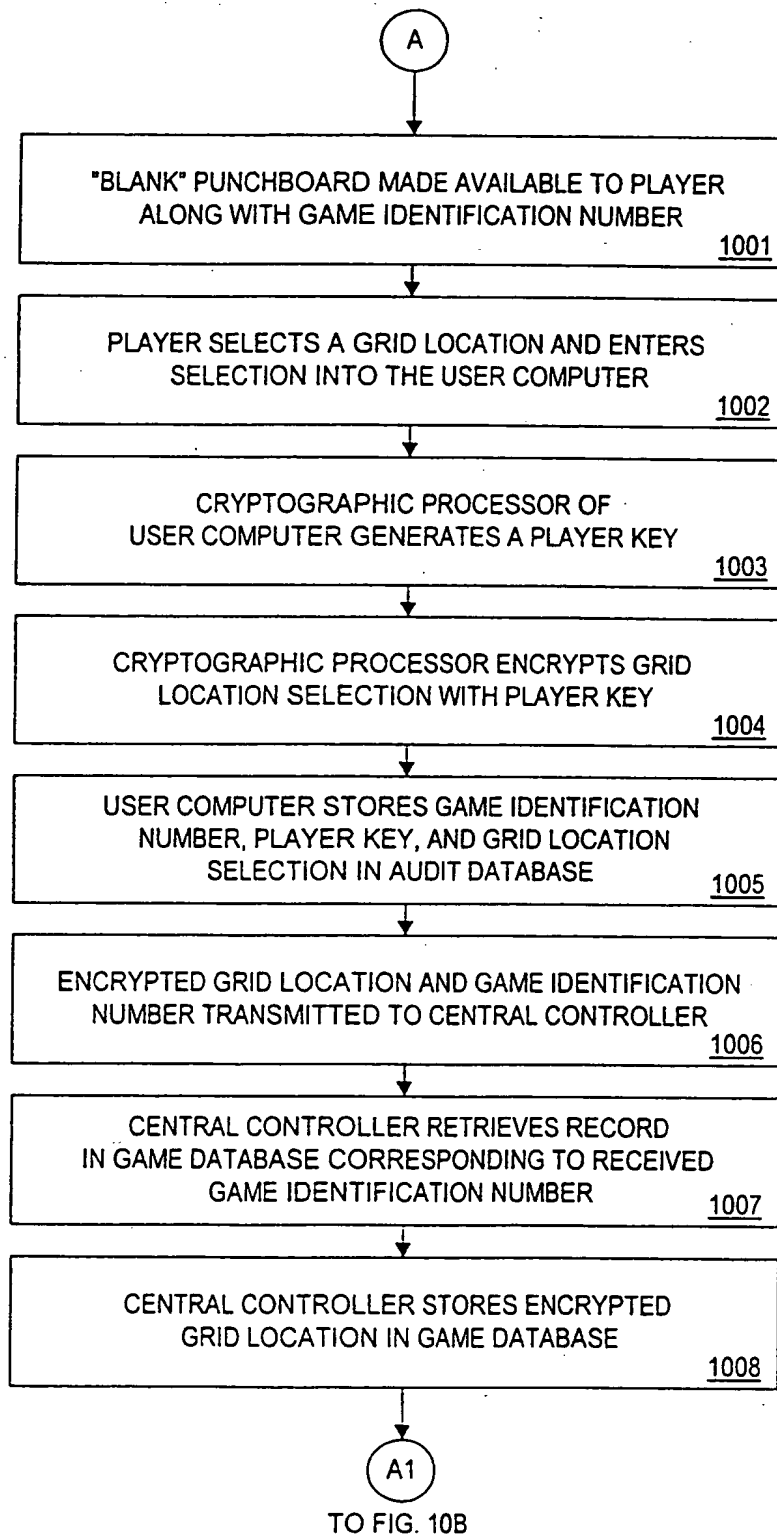 A
"BLANK" PUNCHBOARD MADE AVAILABLE TO PLAYER
ALONG WITH GAME IDENTIFICATION NUMBER
1001
PLAYER SELECTS A GRID LOCATION AND ENTERS
SELECTION INTO THE USER COMPUTER
1002
CRYPTOGRAPHIC PROCESSOR OF
USER COMPUTER GENERATES A PLAYER KEY
1003
CRYPTOGRAPHIC PROCESSOR ENCRYPTS GRID
LOCATION SELECTION WITH PLAYER KEY
1004
USER COMPUTER STORES GAME IDENTIFICATION
NUMBER, PLAYER KEY, AND GRID LOCATION
SELECTION IN AUDIT DATABASE
1005
ENCRYPTED GRID LOCATION AND GAME IDENTIFICATION
NUMBER TRANSMITTED TO CENTRAL CONTROLLER
1006
CENTRAL CONTROLLER RETRIEVES RECORD
IN GAME DATABASE CORRESPONDING TO RECEIVED
GAME IDENTIFICATION NUMBER
1007
CENTRAL CONTROLLER STORES ENCRYPTED
GRID LOCATION IN GAME DATABASE
1008
A1
TO FIG. 10B